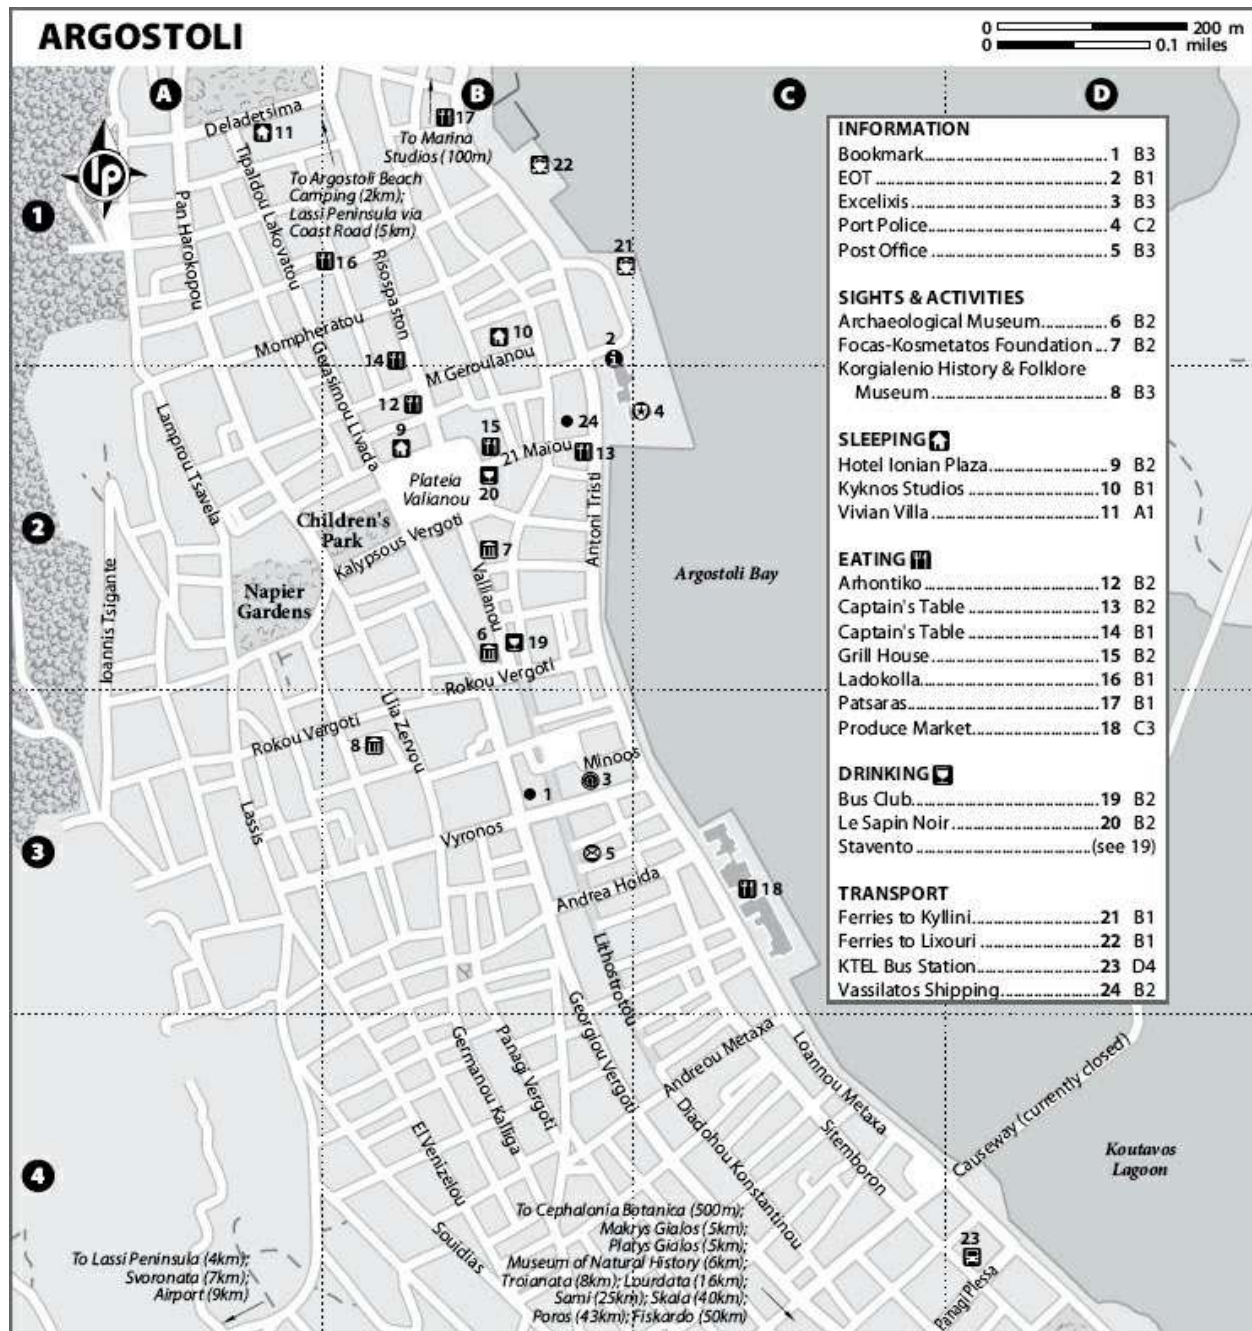 ARGOSTOLI
0 200 m
0 0.1 miles
A
B
C
D
1
2
3
4
lp
INFORMATION
Bookmark 1 B3
EOT 2 B1
Excelixis 3 B3
Port Police 4 C2
Post Office 5 B3
SIGHTS & ACTIVITIES
Archaeological Museum 6 B2
Focas-Kosmetatos Foundation 7 B2
Korgialenio History & Folklore
Museum 8 B3
SLEEPING
Hotel Ionian Plaza 9 B2
Kyknos Studios 10 B1
Vivian Villa 11 A1
EATING
Arhontiko 12 B2
Captain's Table 13 B2
Captain's Table 14 B1
Grill House 15 B2
Ladokolla 16 B1
Patsaras 17 B1
Produce Market 18 C3
DRINKING
Bus Club 19 B2
Le Sapin Noir 20 B2
Stavento (see 19)
TRANSPORT
Ferries to Kyllini 21 B1
Ferries to Lixouri 22 B1
KTEL Bus Station 23 D4
Vassilatos Shipping 24 B2
Deladetsima
11
17
To Marina
Studios (100m)
22
To Argostoli Beach
Camping (2km);
Lassi Peninsula via
Coast Road (5km)
Pan Harokopou
Tipaldou Lakovatou
Risospaston
16
21
Mompheratou
Gerasimou Livada
10
2
14
M Geroulanou
12
4
24
9
15
21 Maïou
13
Lamprou Tsavela
Plateia
Valianou
20
Antoni Tristi
Children's
Park
Kalypsous Vergoti
7
Vallianou
Argostoli Bay
Napier
Gardens
Ioannis Tsigante
6
19
Rokou Vergoti
Rokou Vergoti
8
Ilia Zervou
Minoos
3
1
Lassis
Vyronos
5
Andrea Hoida
18
Lithostrotou
Georgiou Vergoti
Panagi Vergoti
Germanou Kalliga
Andreou Metaxa
Loannou Metaxa
Causeway (currently closed)
El Venizelou
Diadohou Konstantinou
Sitemboron
Koutavos
Lagoon
Souidias
To Cephalonia Botanica (500m);
Makrys Gialos (5km);
Platys Gialos (5km);
Museum of Natural History (6km);
Troianata (8km); Lourdata (16km);
Sami (25km); Skala (40km);
Poros (43km); Fiskardo (50km)
23
Panagi Plessa
To Lassi Peninsula (4km);
Svoronata (7km);
Airport (9km)